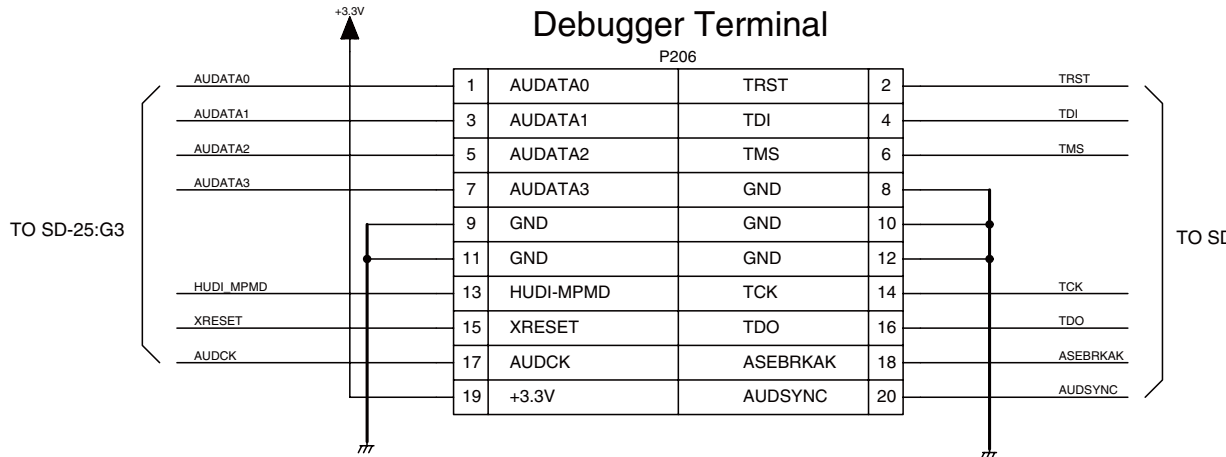 +3.3V
Debugger Terminal
P206
AUDATA0 1 AUDATA0 TRST 2 TRST
AUDATA1 3 AUDATA1 TDI 4 TDI
AUDATA2 5 AUDATA2 TMS 6 TMS
AUDATA3 7 AUDATA3 GND 8
TO SD-25:G3 9 GND GND 10 TO SD
11 GND GND 12
HUDI_MPMD 13 HUDI-MPMD TCK 14 TCK
XRESET 15 XRESET TDO 16 TDO
AUDCK 17 AUDCK ASEBRKAK 18 ASEBRKAK
19 +3.3V AUDSYNC 20 AUDSYNC